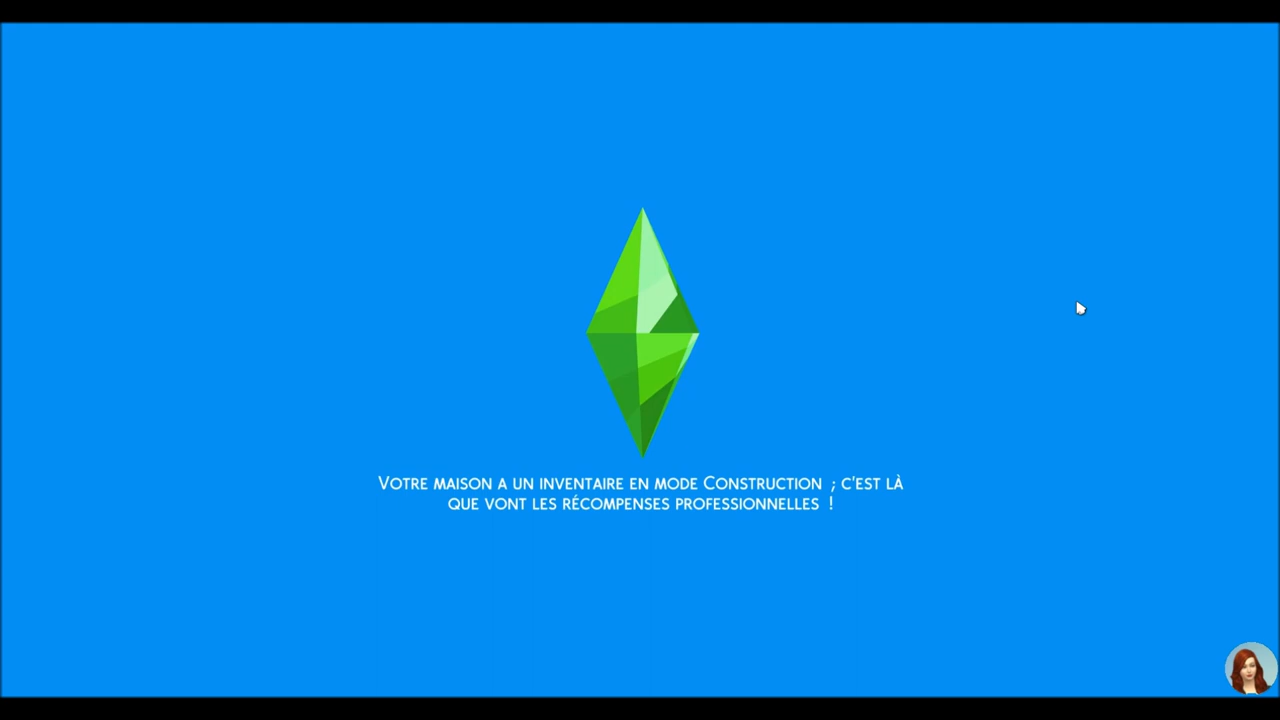 Votre maison a un inventaire en mode Construction ; c'est là
que vont les récompenses professionnelles !